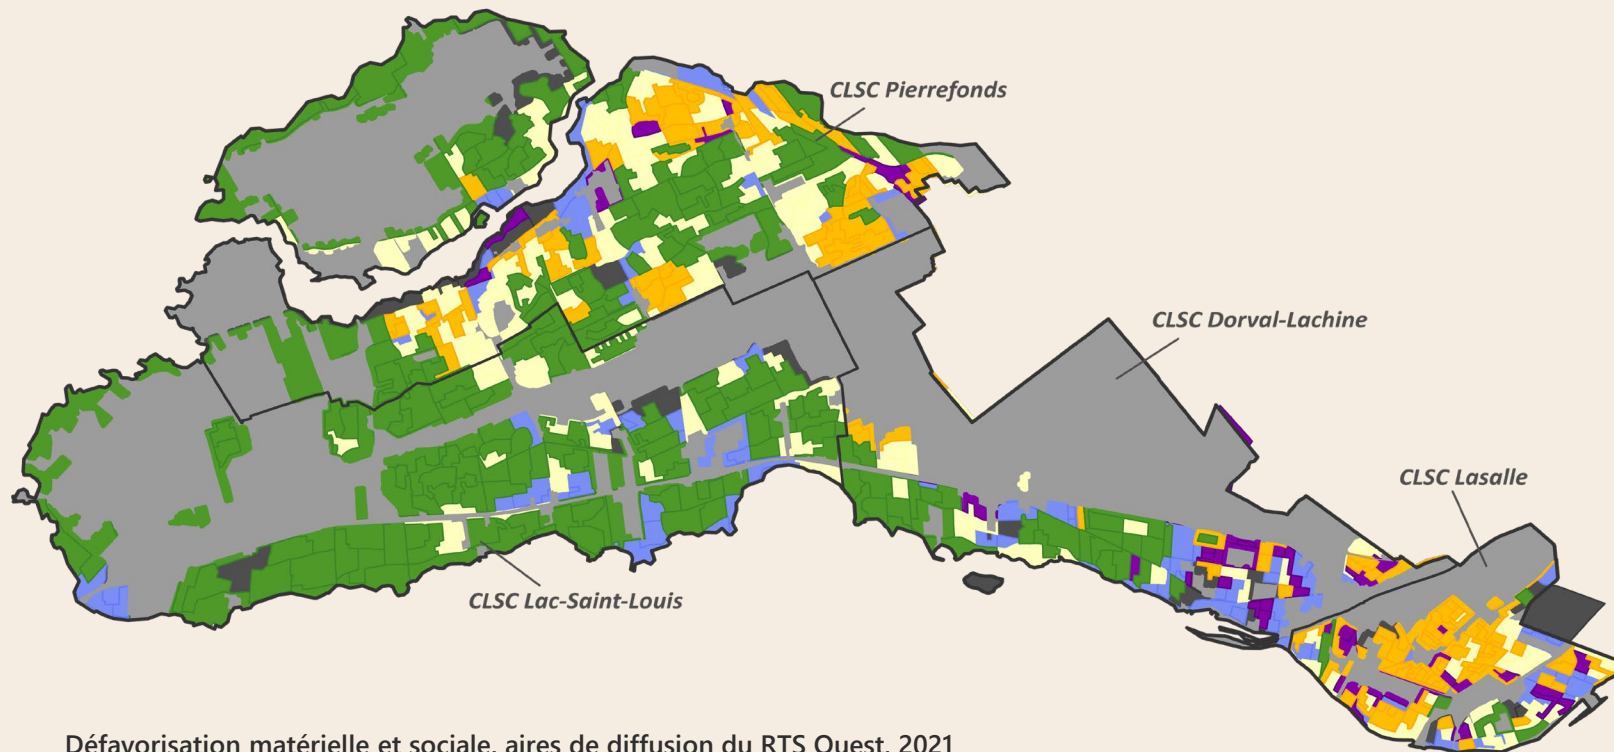 CLSC Pierrefonds
CLSC Dorval-Lachine
CLSC Lasalle
CLSC Lac-Saint-Louis
Défavorisation matérielle et sociale, aires de diffusion du RTS Ouest, 2021